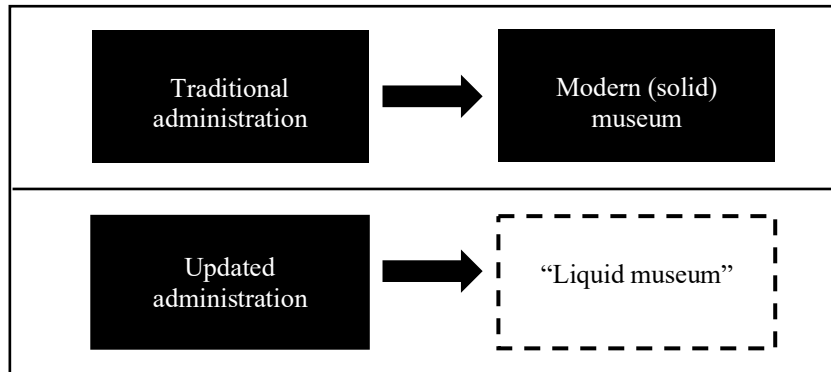 Traditional
administration
Modern (solid)
museum
Updated
administration
“Liquid museum”